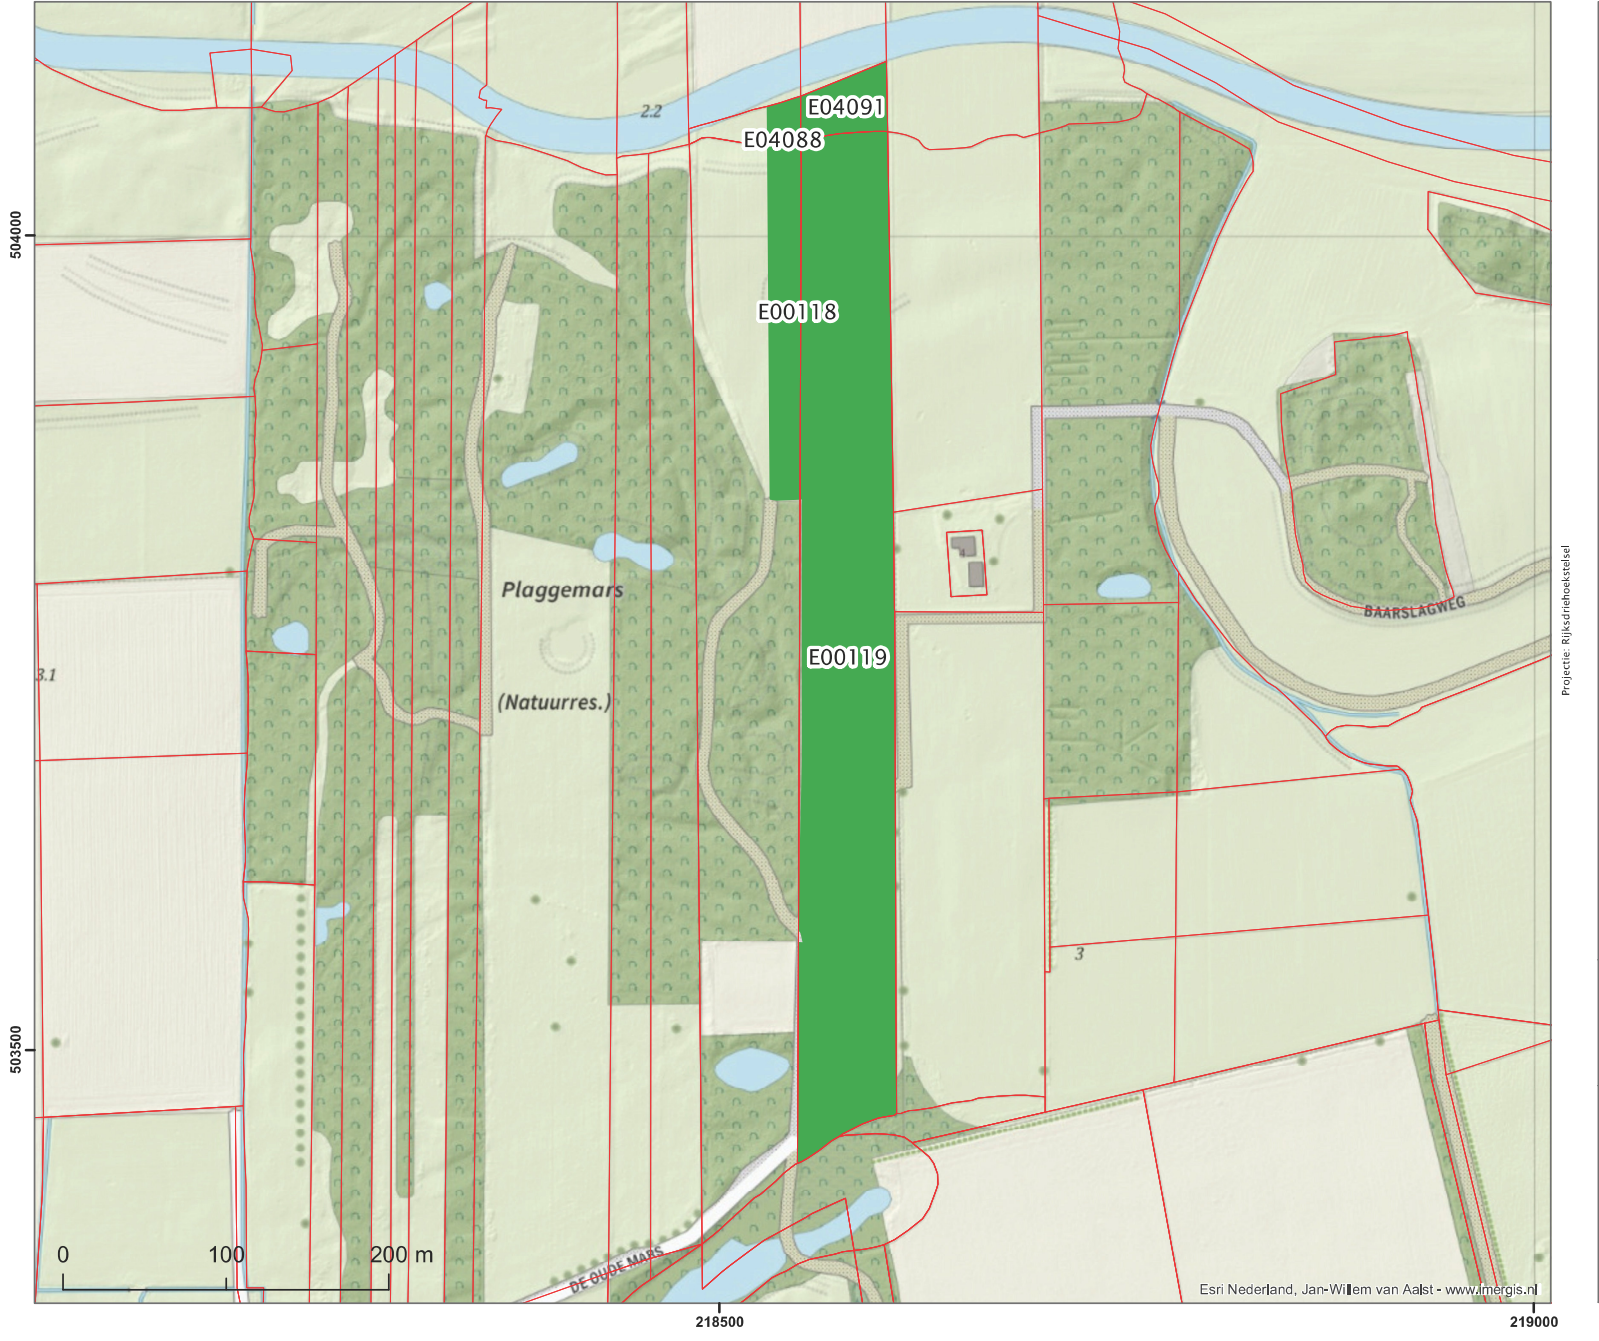 2.2
E04091
E04088
504000
E00118
Plaggemars
BAARSLAGWEG
Projectie: Rijksdriehoekstelsel
E00119
3.1
(Natuurres.)
3
503500
0 100 200 m
DE OUDE MARS
Esri Nederland, Jan-Willem van Aalst - www.imergis.nl
218500 219000